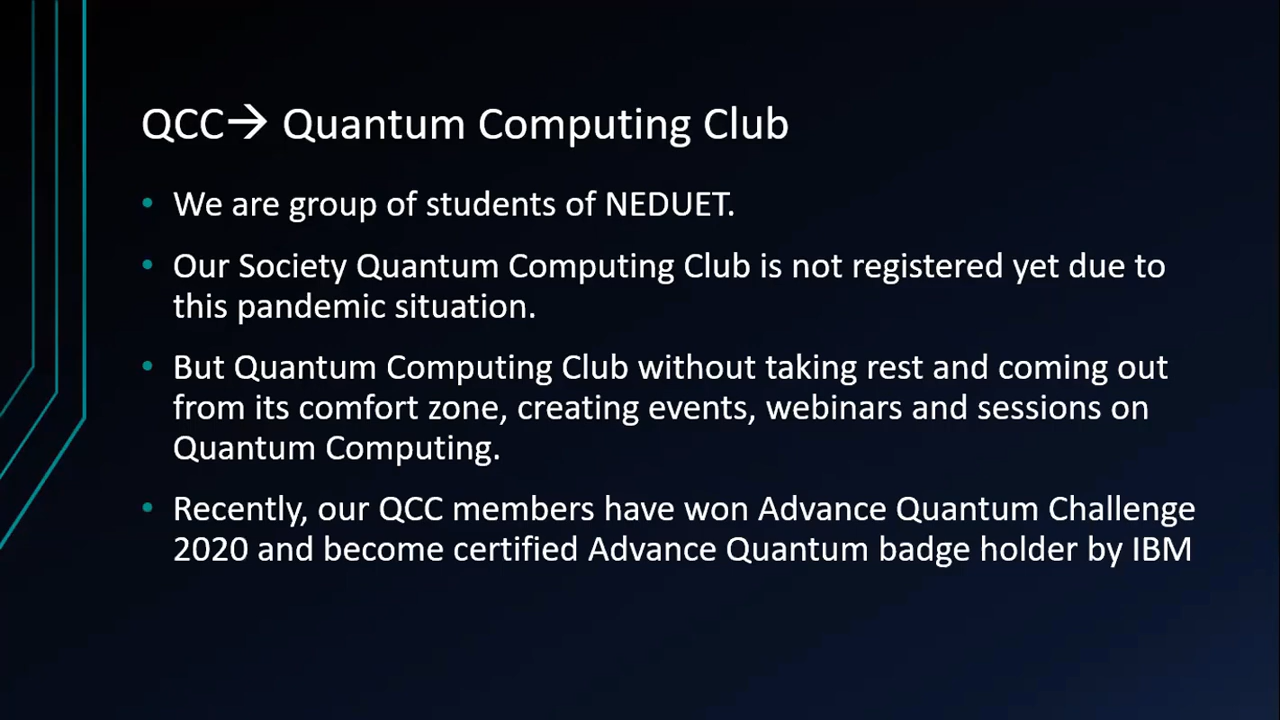 QCC→ Quantum Computing Club
• We are group of students of NEDUET.
• Our Society Quantum Computing Club is not registered yet due to
this pandemic situation.
• But Quantum Computing Club without taking rest and coming out
from its comfort zone, creating events, webinars and sessions on
Quantum Computing.
• Recently, our QCC members have won Advance Quantum Challenge
2020 and become certified Advance Quantum badge holder by IBM